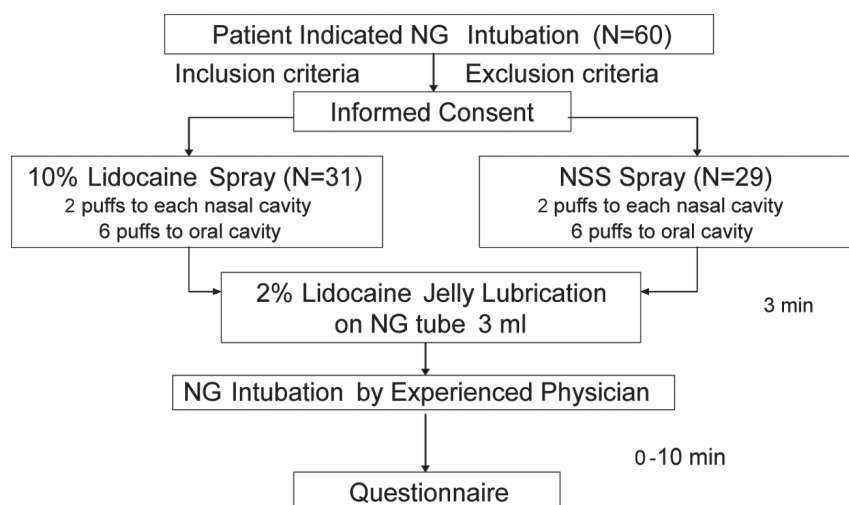 Patient Indicated NG Intubation (N=60)
Inclusion criteria
Exclusion criteria
Informed Consent
10% Lidocaine Spray (N=31)
2 puffs to each nasal cavity
6 puffs to oral cavity
NSS Spray (N=29)
2 puffs to each nasal cavity
6 puffs to oral cavity
2% Lidocaine Jelly Lubrication
on NG tube 3 ml
3 min
NG Intubation by Experienced Physician
0-10 min
Questionnaire